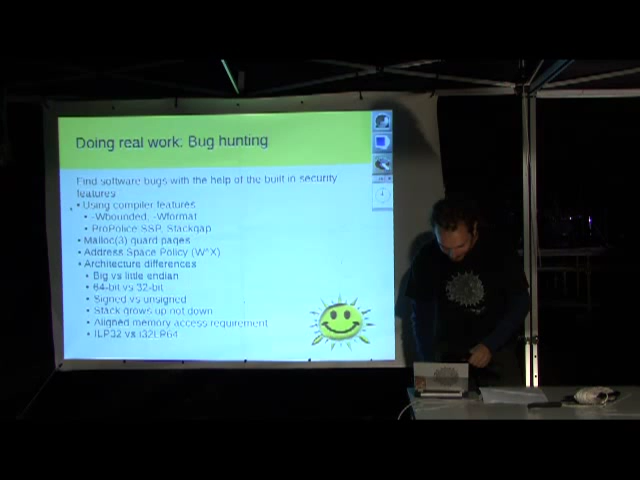 Doing real work: Bug hunting
Find software bugs with the help of the built in security
features
• Using compiler features
• -Wbounded, -Wformat
• ProPolice SSP, Stackgap
• Malloc(3) guard pages
• Address Space Policy (W^X)
• Architecture differences
• Big vs little endian
• 64-bit vs 32-bit
• Signed vs unsigned
• Stack grows up not down
• Aligned memory access requirement
• ILP32 vs I32LP64